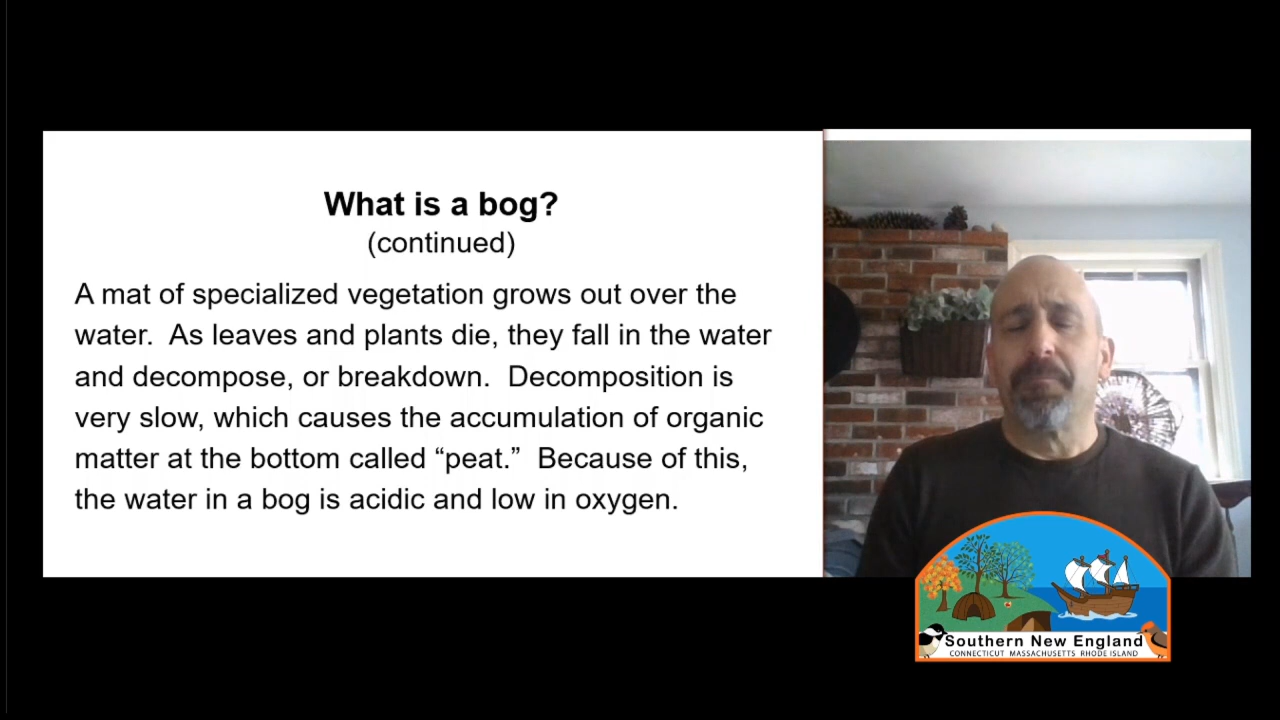 What is a bog?
(continued)
A mat of specialized vegetation grows out over the
water.  As leaves and plants die, they fall in the water
and decompose, or breakdown.  Decomposition is
very slow, which causes the accumulation of organic
matter at the bottom called “peat.”  Because of this,
the water in a bog is acidic and low in oxygen.
Southern New England
CONNECTICUT MASSACHUSETTS RHODE ISLAND